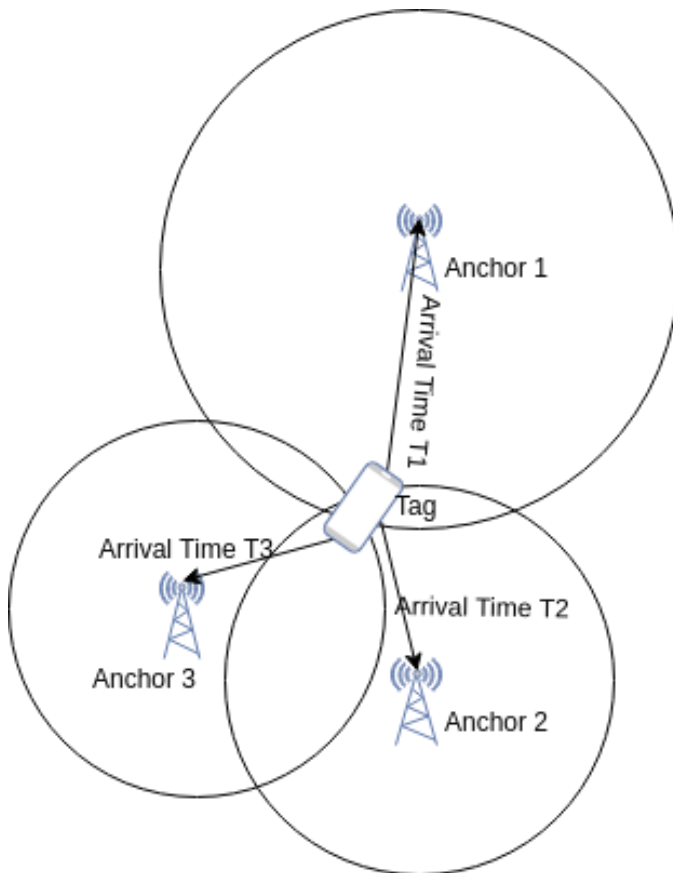 Anchor 1
Arrival Time T1
Tag
Arrival Time T3
Arrival Time T2
Anchor 3
Anchor 2